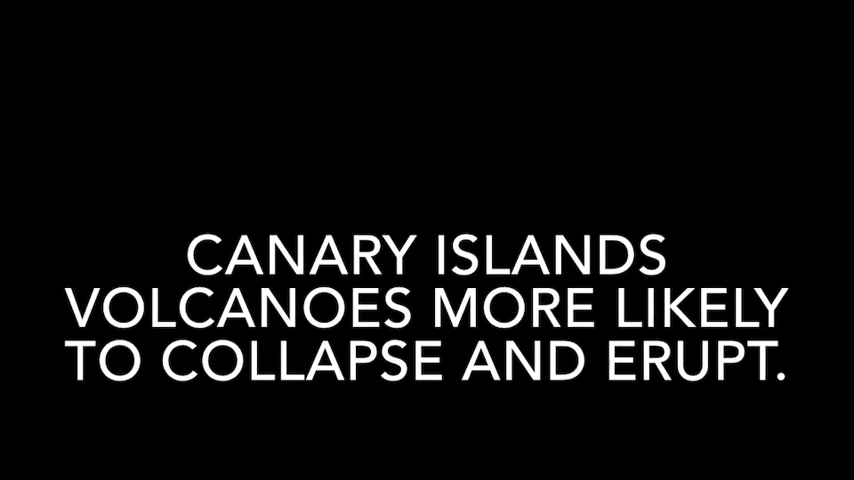 CANARY ISLANDS
VOLCANOES MORE LIKELY
TO COLLAPSE AND ERUPT.